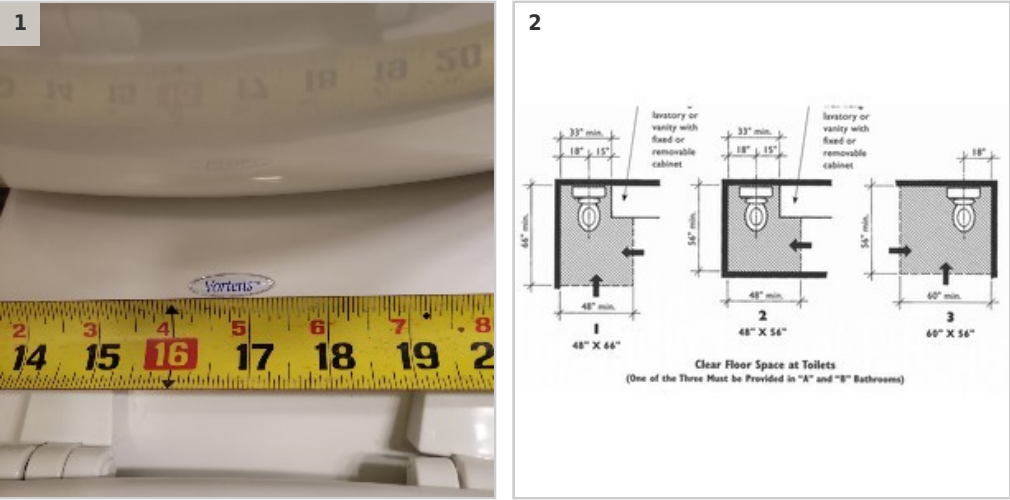 1
Vortens
2 3 4 5 6 7 8
14 15 16 17 18 19 2
2
lavatory or
vanity with
fixed or
removable
cabinet
33" min.
18" 15"
66" min.
48" min.
1
48" X 66"
lavatory or
vanity with
fixed or
removable
cabinet
33" min.
18" 15"
56" min.
48" min.
2
48" X 56"
18"
56" min.
60" min.
3
60" X 56"
Clear Floor Space at Toilets
(One of the Three Must be Provided in "A" and "B" Bathrooms)